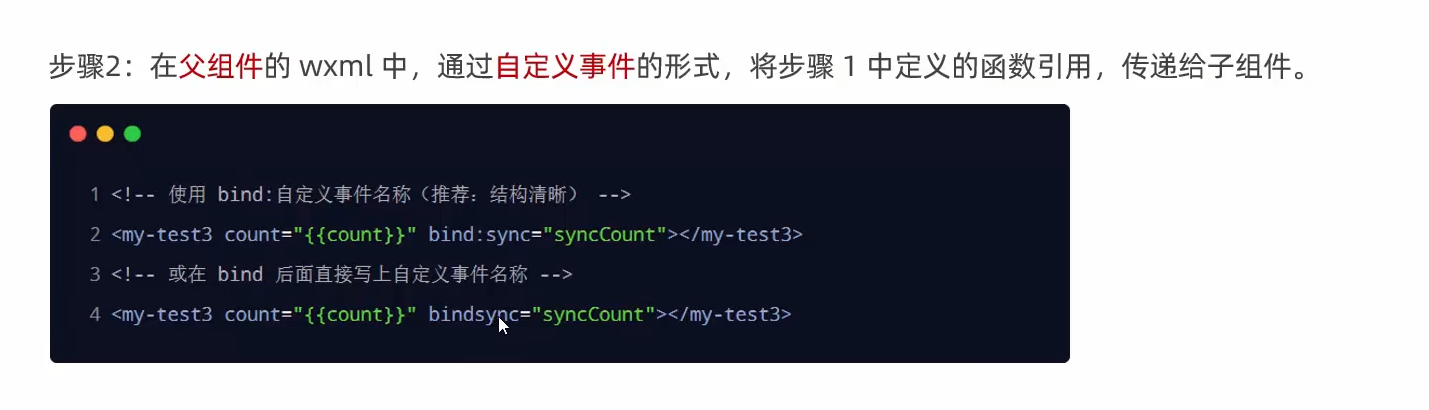 步骤2：在父组件的 wxml 中，通过自定义事件的形式，将步骤 1 中定义的函数引用，传递给子组件。
1 <!-- 使用 bind:自定义事件名称（推荐：结构清晰） -->
2 <my-test3 count="{{count}}" bind:sync="syncCount"></my-test3>
3 <!-- 或在 bind 后面直接写上自定义事件名称 -->
4 <my-test3 count="{{count}}" bindsync="syncCount"></my-test3>